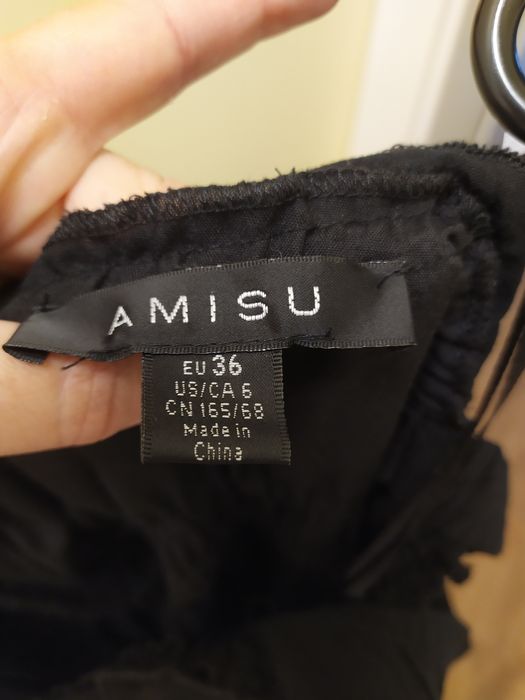 AMISU
EU 36
US/CA 6
CN 165/68
Made in
China